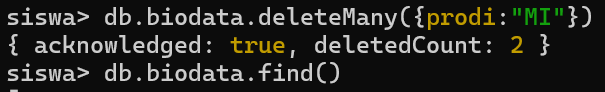 siswa> db.biodata.deleteMany({prodi:"MI"})
{ acknowledged: true, deletedCount: 2 }
siswa> db.biodata.find()